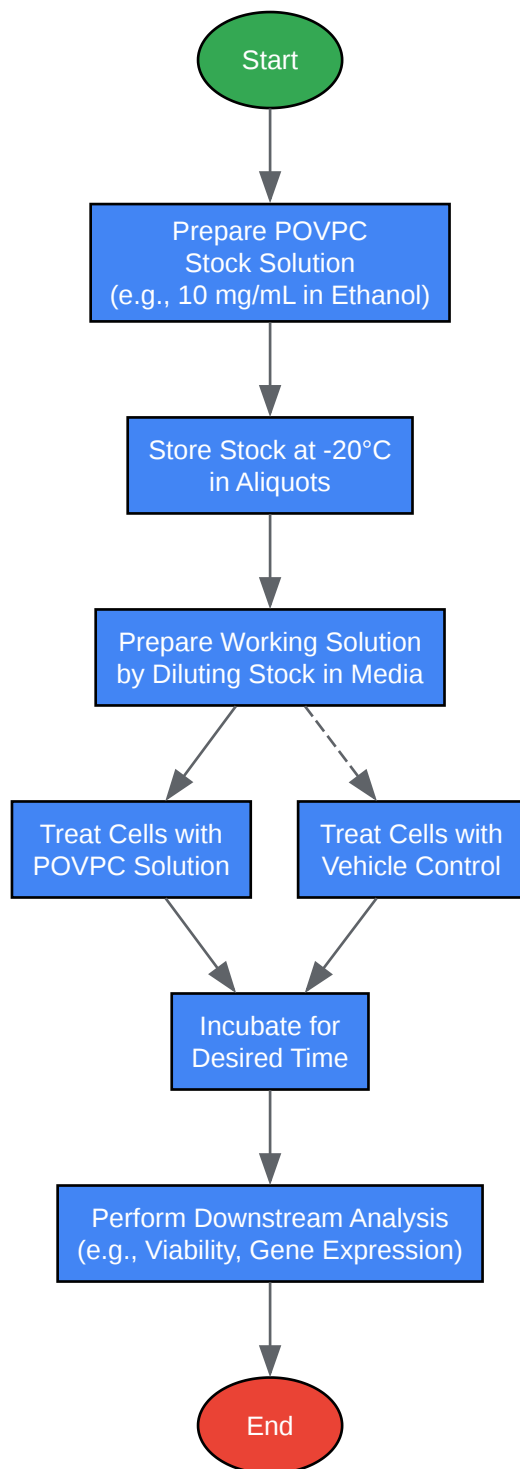 Start
Prepare POVPC
Stock Solution
(e.g., 10 mg/mL in Ethanol)
Store Stock at -20°C
in Aliquots
Prepare Working Solution
by Diluting Stock in Media
Treat Cells with
POVPC Solution
Treat Cells with
Vehicle Control
Incubate for
Desired Time
Perform Downstream Analysis
(e.g., Viability, Gene Expression)
End